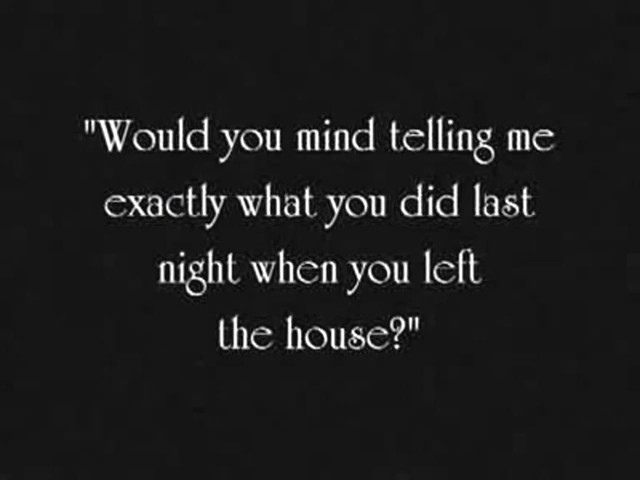 "Would you mind telling me
exactly what you did last
night when you left
the house?"